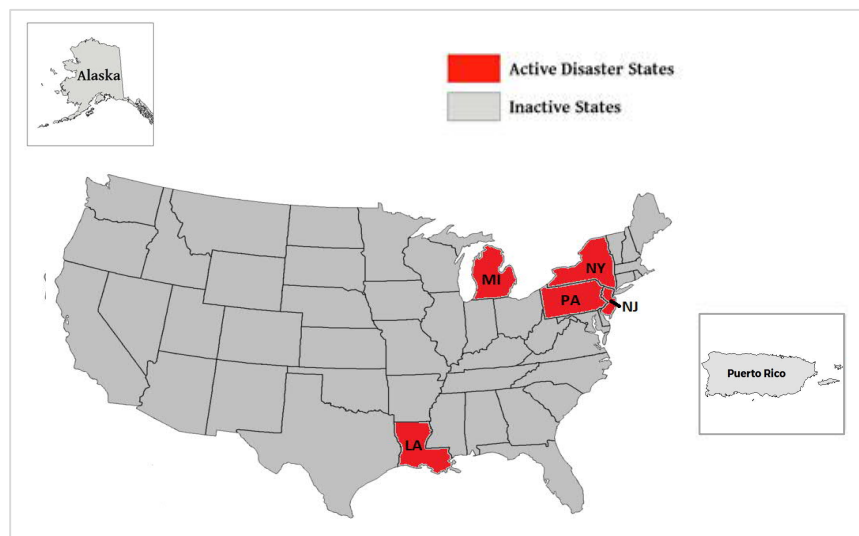 Alaska
Active Disaster States
Inactive States
MI
NY
PA
NJ
Puerto Rico
LA